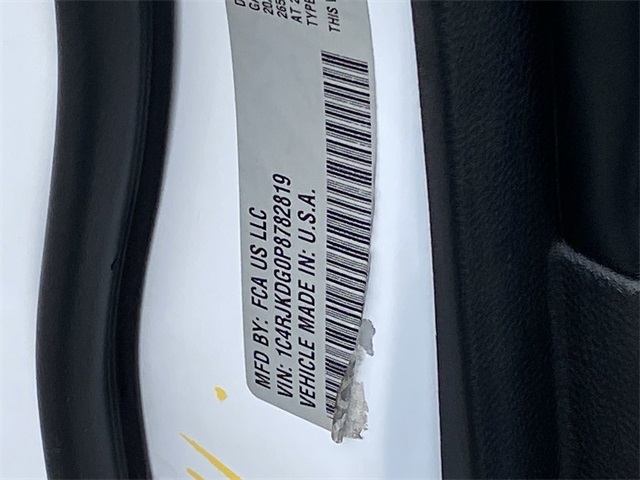 MFD BY: FCA US LLC
VIN: 1C4RJKDG0P8782819
VEHICLE MADE IN: U.S.A.